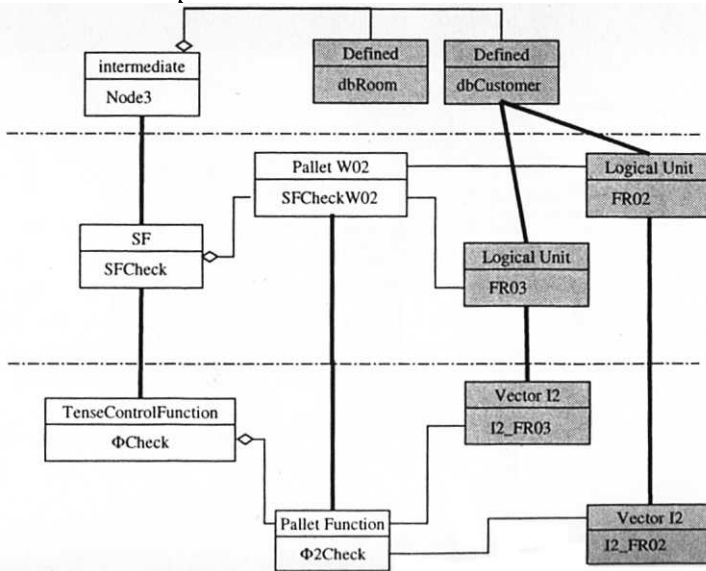 Defined
Defined
intermediate
dbRoom
dbCustomer
Node3
Pallet W02
Logical Unit
SFCheckW02
FR02
SF
SFCheck
Logical Unit
FR03
Vector I2
TenseControlFunction
I2_FR03
ΦCheck
Pallet Function
Vector I2
Φ2Check
I2_FR02